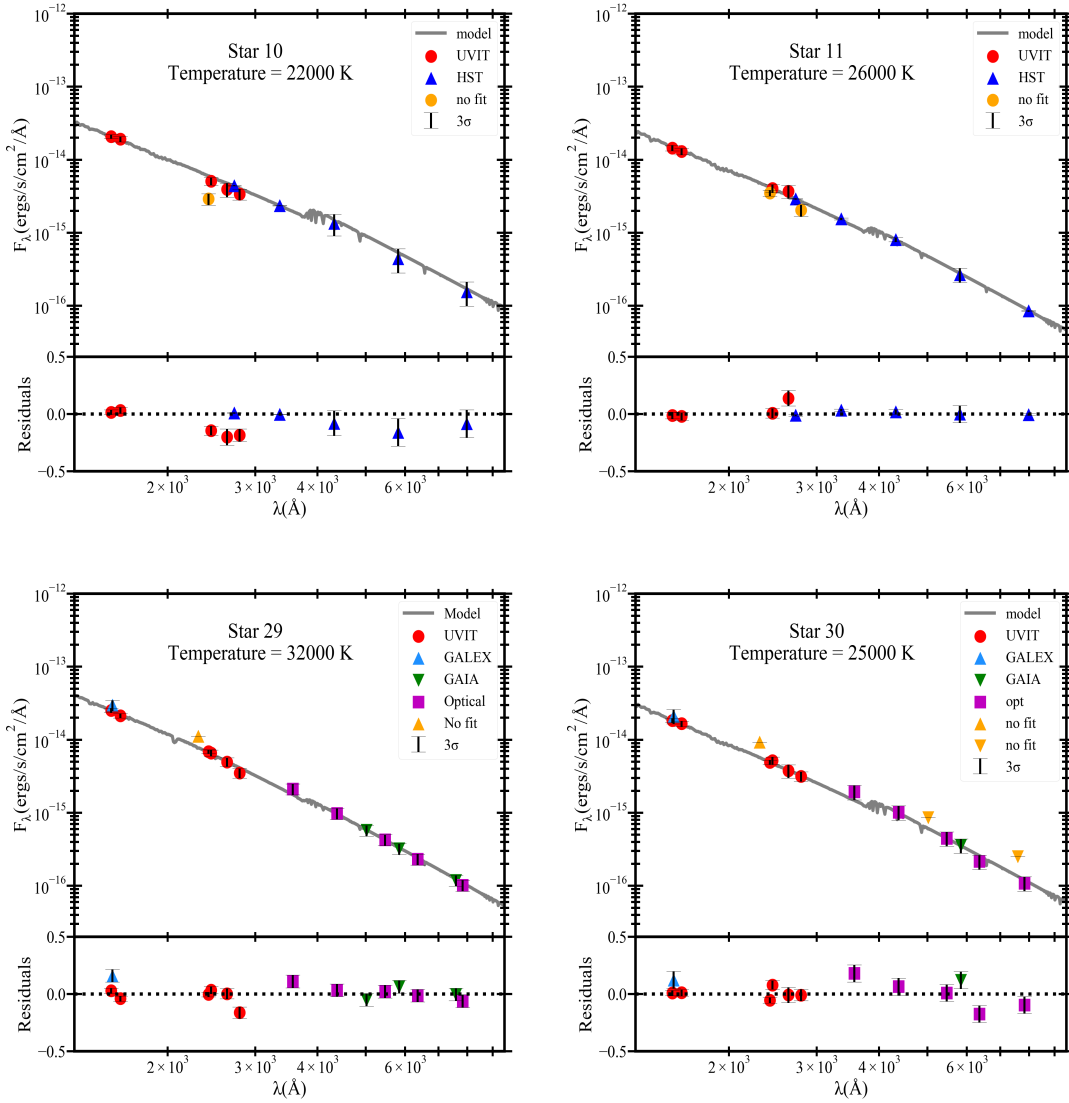 10⁻¹²
10⁻¹³
10⁻¹⁴
10⁻¹⁵
10⁻¹⁶
F_λ(ergs/s/cm²/Å)
Star 10
Temperature = 22000 K
model
UVIT
HST
no fit
3σ
0.5
0.0
−0.5
Residuals
2×10³
3×10³
4×10³
6×10³
λ(Å)
10⁻¹²
10⁻¹³
10⁻¹⁴
10⁻¹⁵
10⁻¹⁶
F_λ(ergs/s/cm²/Å)
Star 11
Temperature = 26000 K
model
UVIT
HST
no fit
3σ
0.5
0.0
−0.5
Residuals
2×10³
3×10³
4×10³
6×10³
λ(Å)
10⁻¹²
10⁻¹³
10⁻¹⁴
10⁻¹⁵
10⁻¹⁶
F_λ(ergs/s/cm²/Å)
Star 29
Temperature = 32000 K
Model
UVIT
GALEX
GAIA
Optical
No fit
3σ
0.5
0.0
−0.5
Residuals
2×10³
3×10³
4×10³
6×10³
λ(Å)
10⁻¹²
10⁻¹³
10⁻¹⁴
10⁻¹⁵
10⁻¹⁶
F_λ(ergs/s/cm²/Å)
Star 30
Temperature = 25000 K
model
UVIT
GALEX
GAIA
opt
no fit
no fit
3σ
0.5
0.0
−0.5
Residuals
2×10³
3×10³
4×10³
6×10³
λ(Å)